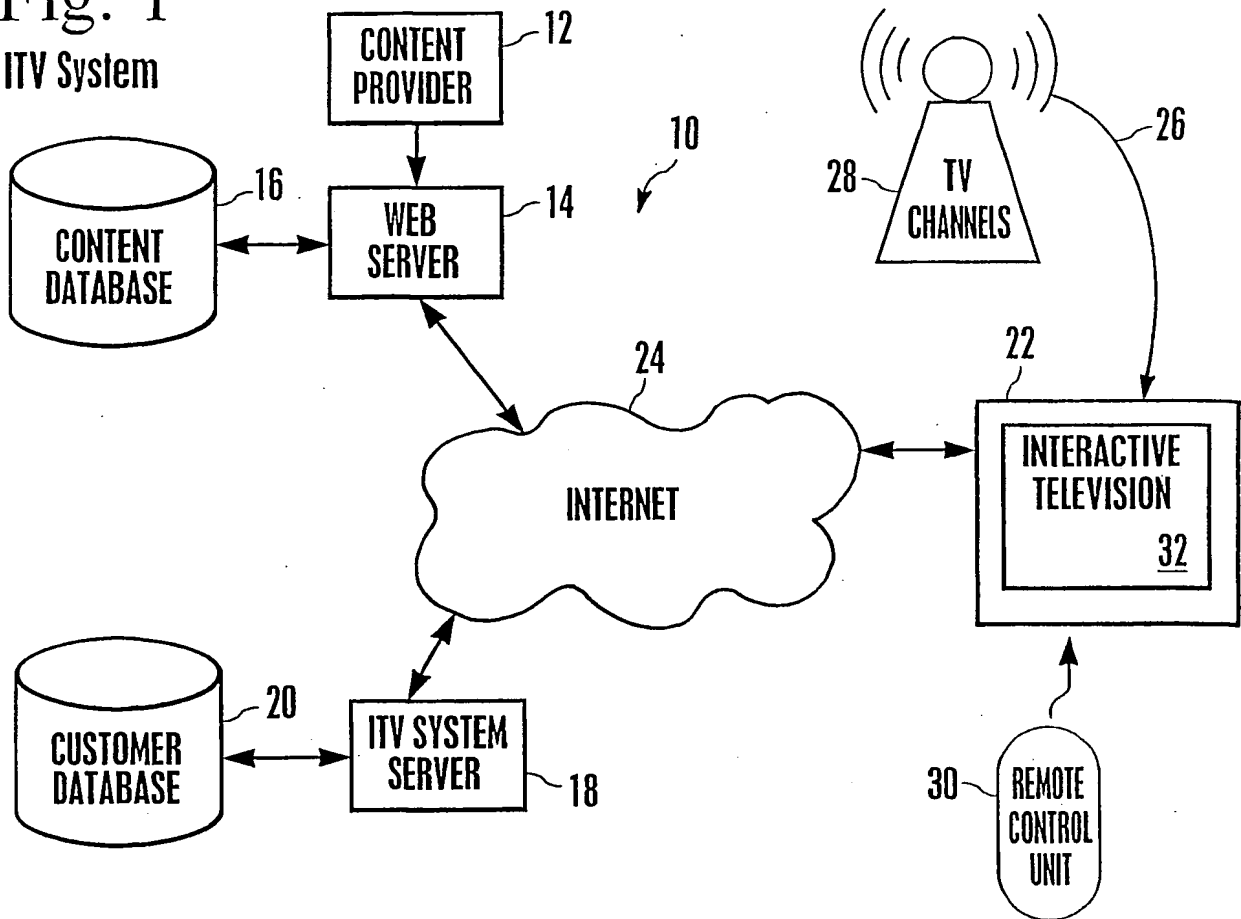 Fig. 1
ITV System
CONTENT
PROVIDER
12
10
16
CONTENT
DATABASE
WEB
SERVER
14
28
TV
CHANNELS
26
24
INTERNET
22
INTERACTIVE
TELEVISION
32
20
CUSTOMER
DATABASE
ITV SYSTEM
SERVER
18
30
REMOTE
CONTROL
UNIT